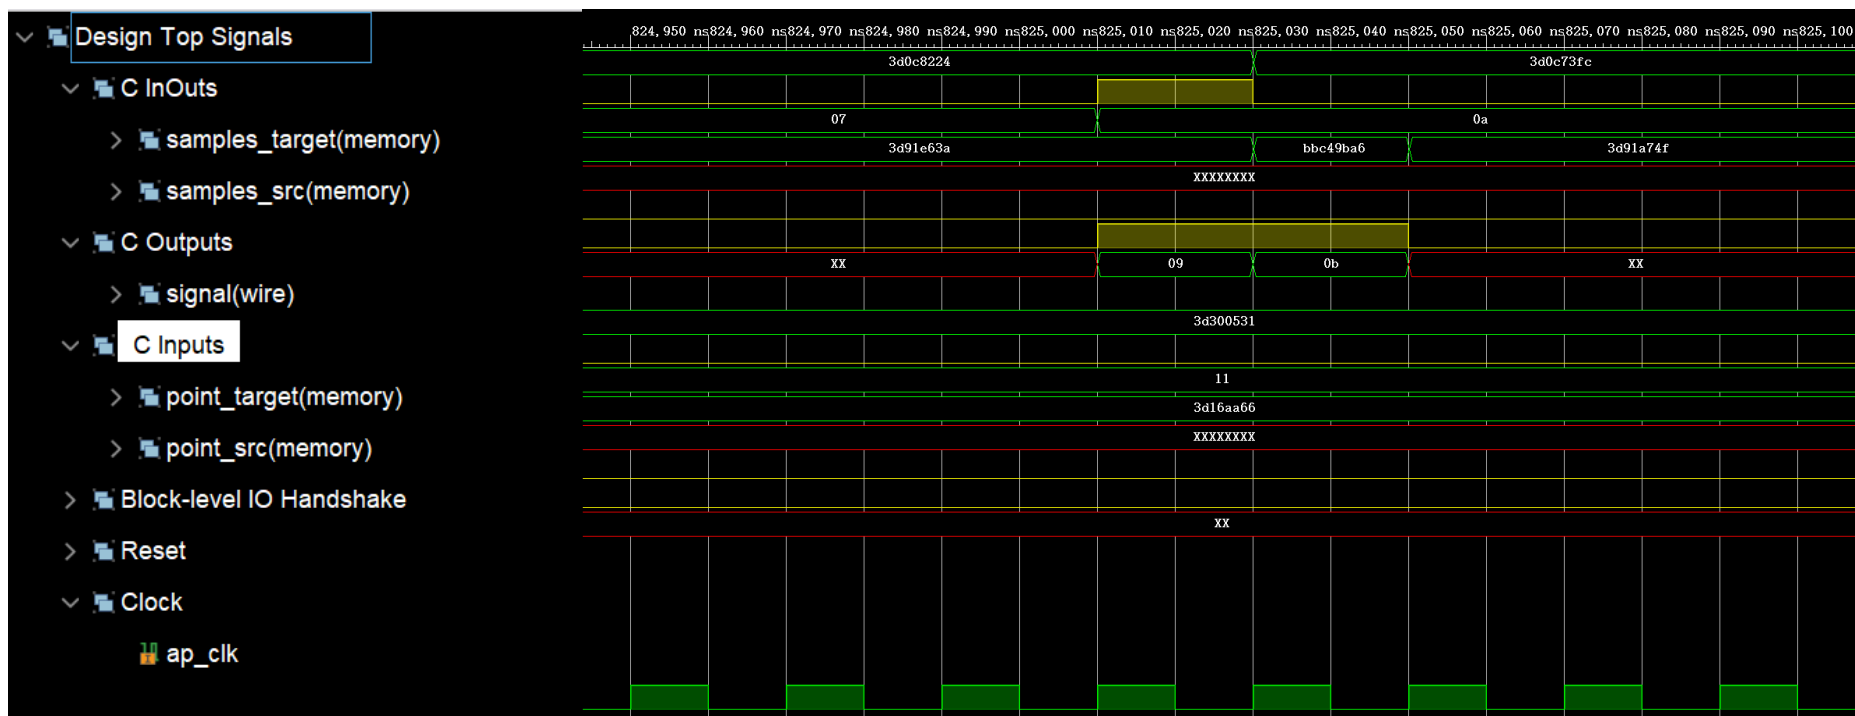 Design Top Signals
C InOuts
samples_target(memory)
samples_src(memory)
C Outputs
signal(wire)
C Inputs
point_target(memory)
point_src(memory)
Block-level IO Handshake
Reset
Clock
ap_clk
824,950 ns 824,960 ns 824,970 ns 824,980 ns 824,990 ns 825,000 ns 825,010 ns 825,020 ns 825,030 ns 825,040 ns 825,050 ns 825,060 ns 825,070 ns 825,080 ns 825,090 ns 825,100
3d0c8224 3d0c73fc
07 0a
3d91e63a bbc49ba6 3d91a74f
XXXXXXXX
XX 09 0b XX
3d300531
11
3d16aa66
XXXXXXXX
XX